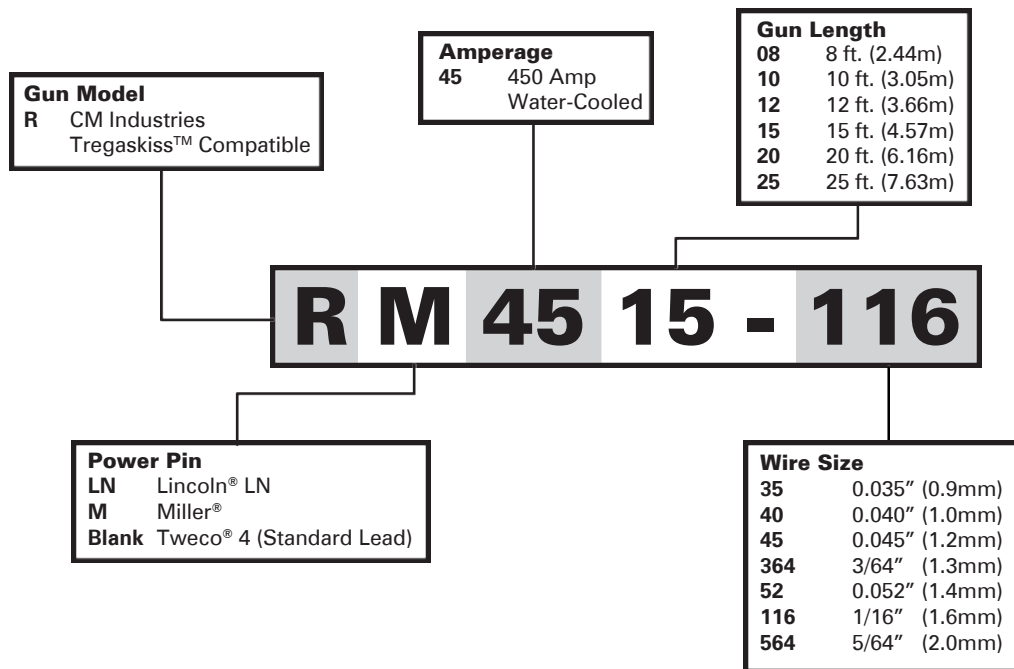 Gun Model
R CM Industries
Tregaskiss™ Compatible
Amperage
45 450 Amp
Water-Cooled
Gun Length
08 8 ft. (2.44m)
10 10 ft. (3.05m)
12 12 ft. (3.66m)
15 15 ft. (4.57m)
20 20 ft. (6.16m)
25 25 ft. (7.63m)
R M 45 15 - 116
Power Pin
LN Lincoln® LN
M Miller®
Blank Tweco® 4 (Standard Lead)
Wire Size
35 0.035” (0.9mm)
40 0.040” (1.0mm)
45 0.045” (1.2mm)
364 3/64” (1.3mm)
52 0.052” (1.4mm)
116 1/16” (1.6mm)
564 5/64” (2.0mm)